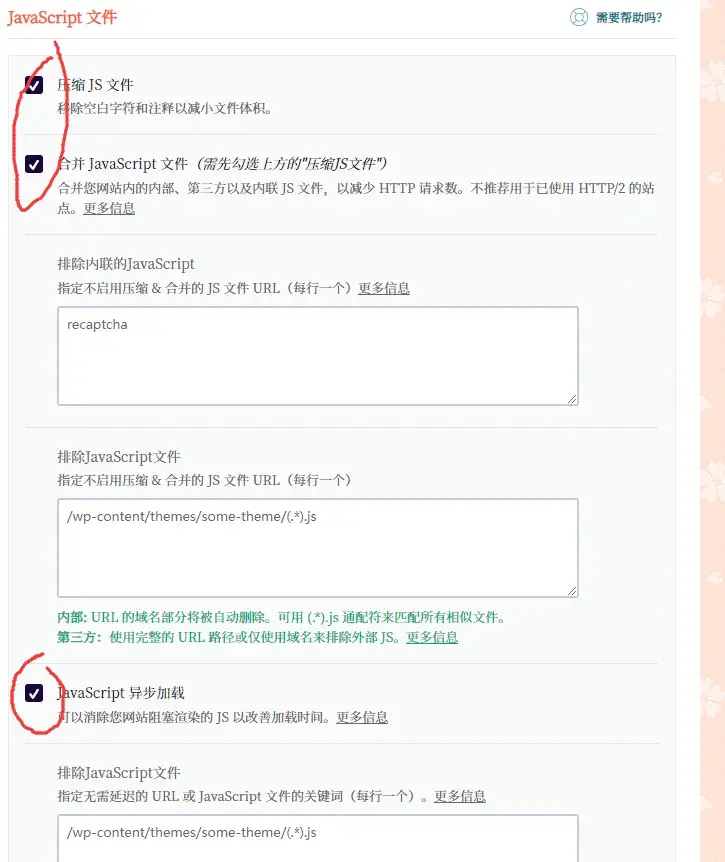 JavaScript 文件
需要帮助吗？
压缩 JS 文件
移除空白字符和注释以减小文件体积。
合并 JavaScript 文件（需先勾选上方的"压缩JS文件"）
合并您网站内的内部、第三方以及内联 JS 文件，以减少 HTTP 请求数。不推荐用于已使用 HTTP/2 的站
点。更多信息
排除内联的JavaScript
指定不启用压缩 & 合并的 JS 文件 URL（每行一个）更多信息
recaptcha
排除JavaScript文件
指定不启用压缩 & 合并的 JS 文件 URL（每行一个）
/wp-content/themes/some-theme/(.*).js
内部: URL 的域名部分将被自动删除。可用 (.*).js 通配符来匹配所有相似文件。
第三方：使用完整的 URL 路径或仅使用域名来排除外部 JS。更多信息
JavaScript 异步加载
可以消除您网站阻塞渲染的 JS 以改善加载时间。更多信息
排除JavaScript文件
指定无需延迟的 URL 或 JavaScript 文件的关键词（每行一个）。更多信息
/wp-content/themes/some-theme/(.*).js